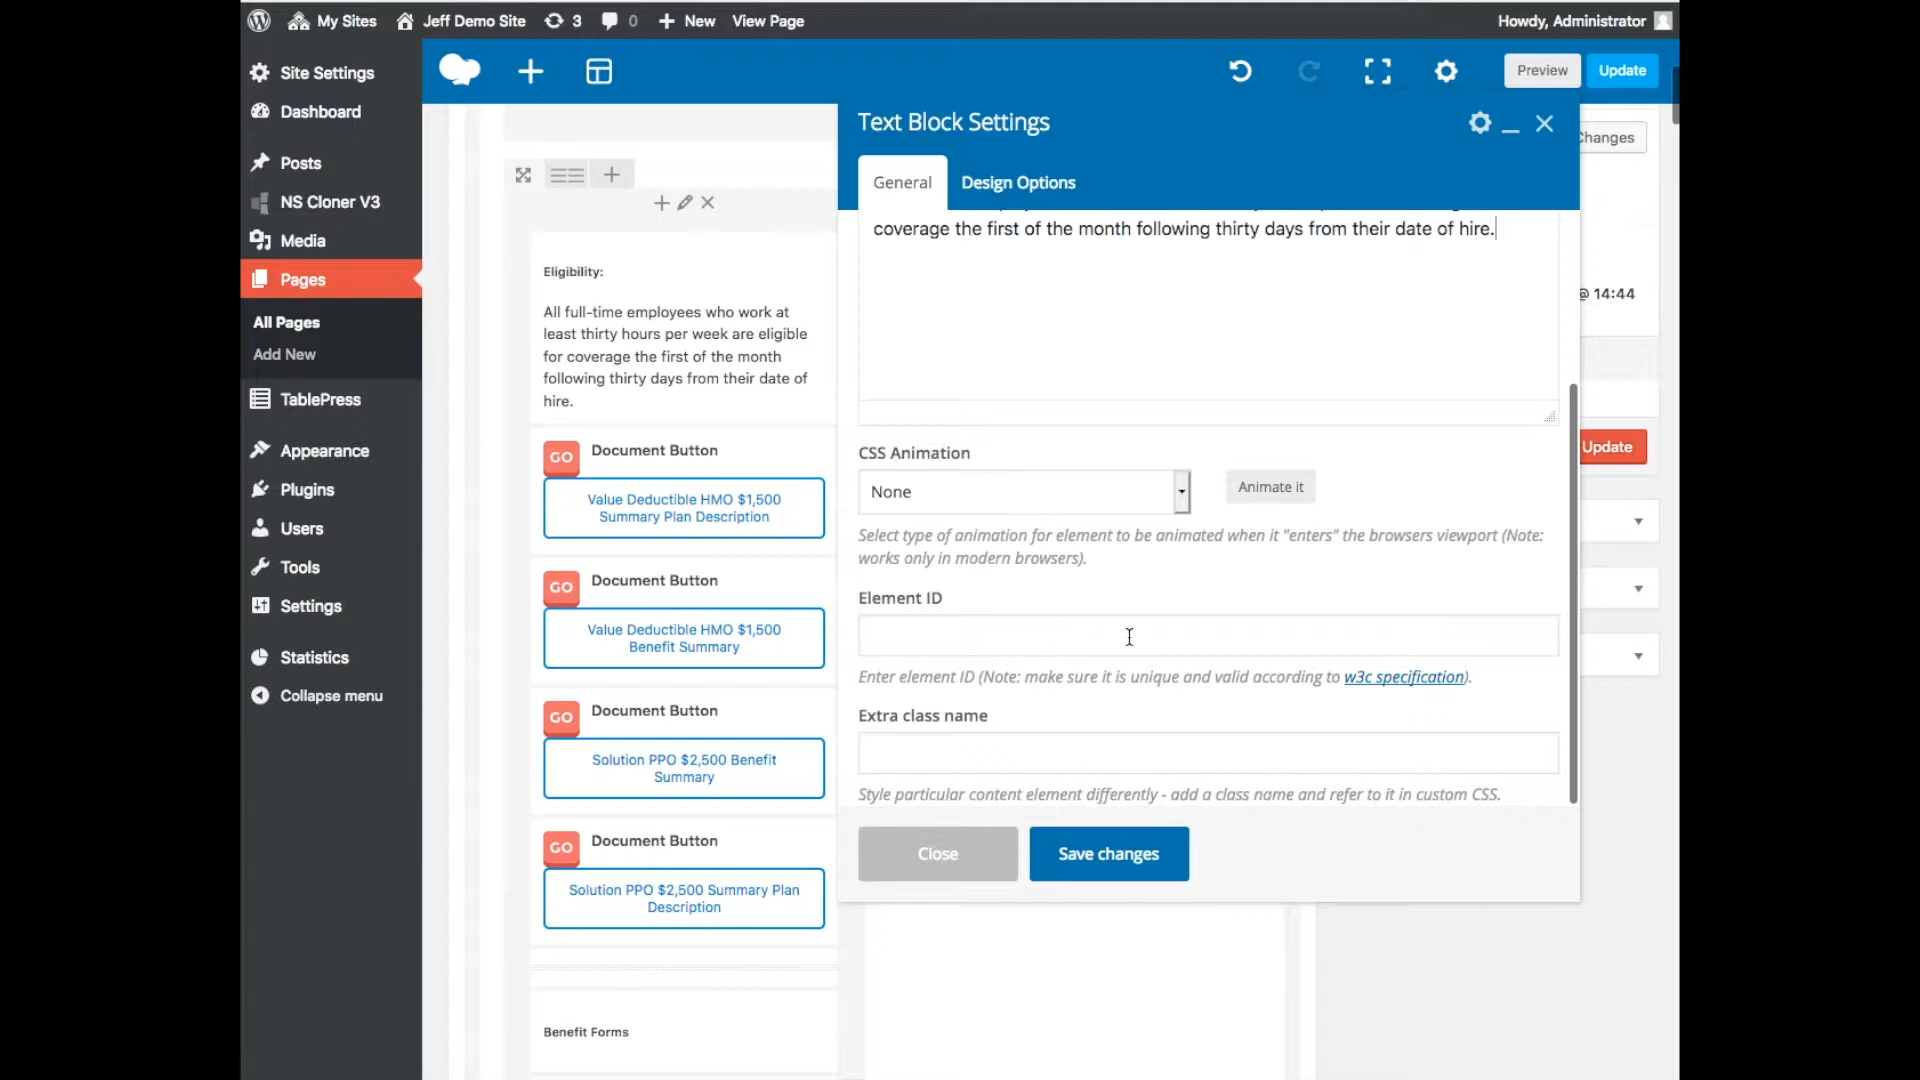 My Sites
Jeff Demo Site
3
0
New
View Page
Howdy, Administrator
Site Settings
Dashboard
Posts
NS Cloner V3
Media
Pages
All Pages
Add New
TablePress
Appearance
Plugins
Users
Tools
Settings
Statistics
Collapse menu
Preview
Update
Changes
@ 14:44
Update
Eligibility:
All full-time employees who work at
least thirty hours per week are eligible
for coverage the first of the month
following thirty days from their date of
hire.
GO
Document Button
Value Deductible HMO $1,500
Summary Plan Description
GO
Document Button
Value Deductible HMO $1,500
Benefit Summary
GO
Document Button
Solution PPO $2,500 Benefit
Summary
GO
Document Button
Solution PPO $2,500 Summary Plan
Description
Benefit Forms
Text Block Settings
General
Design Options
coverage the first of the month following thirty days from their date of hire.
CSS Animation
None
Animate it
Select type of animation for element to be animated when it "enters" the browsers viewport (Note:
works only in modern browsers).
Element ID
Enter element ID (Note: make sure it is unique and valid according to w3c specification).
Extra class name
Style particular content element differently - add a class name and refer to it in custom CSS.
Close
Save changes